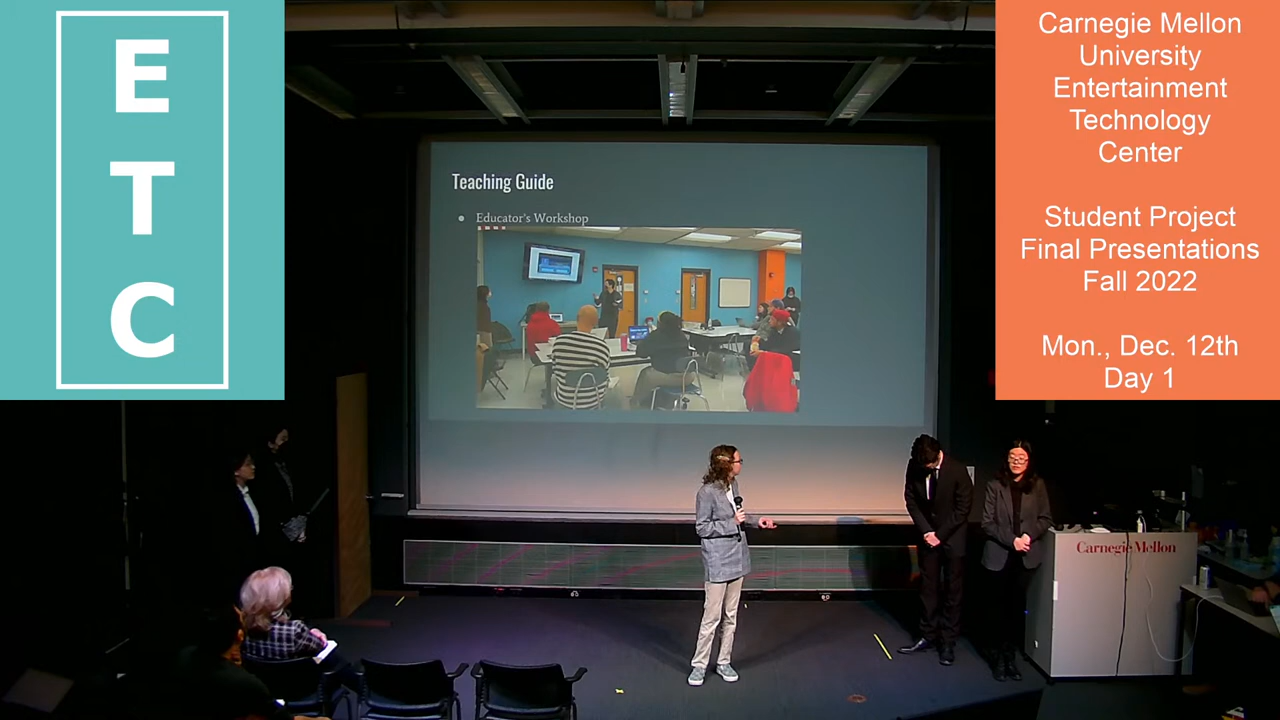 E
T
C
Carnegie Mellon
University
Entertainment
Technology
Center
Student Project
Final Presentations
Fall 2022
Mon., Dec. 12th
Day 1
Teaching Guide
Educator's Workshop
Carnegie Mellon